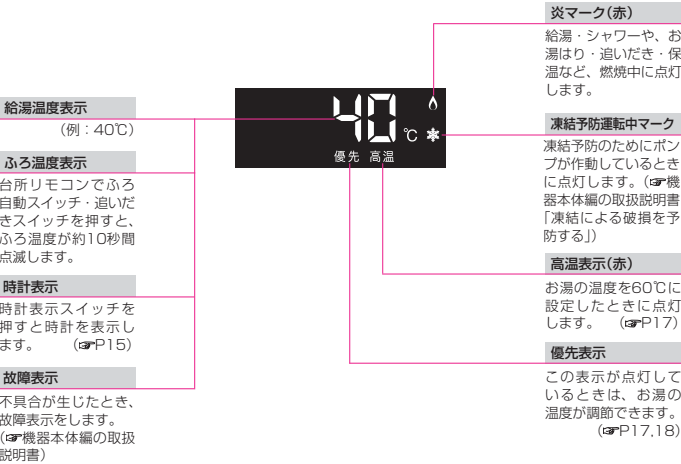 給湯温度表示
(例：40℃)
ふろ温度表示
台所リモコンでふろ
自動スイッチ・追いだ
きスイッチを押すと、
ふろ温度が約10秒間
点滅します。
時計表示
時計表示スイッチを
押すと時計を表示し
ます。 (☞P15)
故障表示
不具合が生じたとき、
故障表示をします。
(☞機器本体編の取扱
説明書)
40
℃
優先 高温
炎マーク(赤)
給湯・シャワーや、お
湯はり・追いだき・保
温など、燃焼中に点灯
します。
凍結予防運転中マーク
凍結予防のためにポン
プが作動しているとき
に点灯します。(☞機
器本体編の取扱説明書
「凍結による破損を予
防する」)
高温表示(赤)
お湯の温度を60℃に
設定したときに点灯
します。 (☞P17)
優先表示
この表示が点灯して
いるときは、お湯の
温度が調節できます。
(☞P17,18)